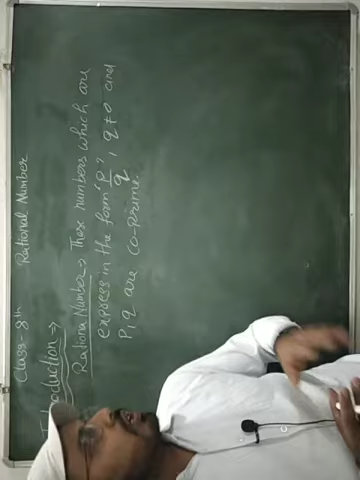 Class-8th Rational Number
Introduction →
Rational Number → Those numbers which are
express in the form 'p/q', q ≠ 0 and
P, q are co-prime.